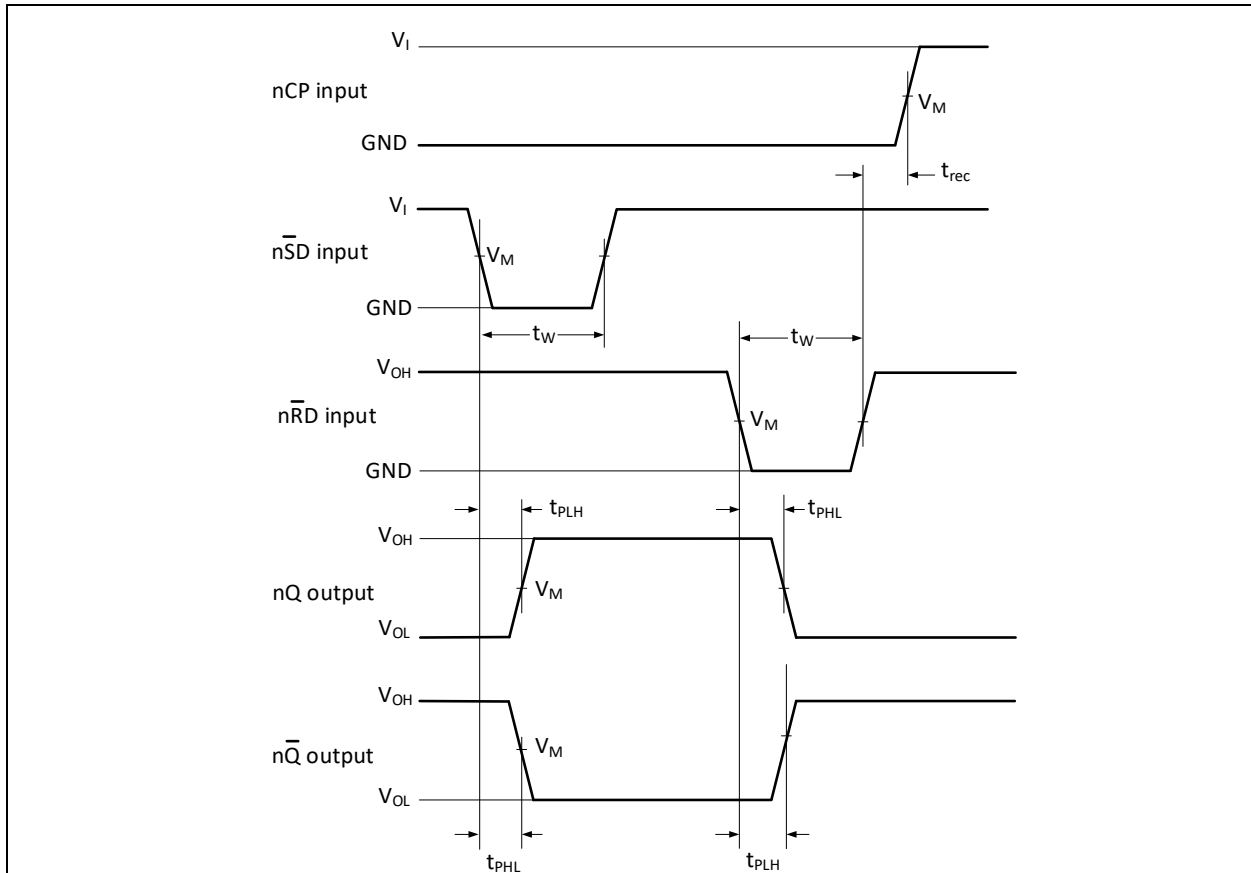 V_I
nCP input
V_M
GND
t_rec
V_I
nS̅D input
V_M
GND
t_W
t_W
V_OH
nR̅D input
V_M
GND
t_PLH
t_PHL
V_OH
nQ output
V_M
V_OL
V_OH
nQ̅ output
V_M
V_OL
t_PHL
t_PLH